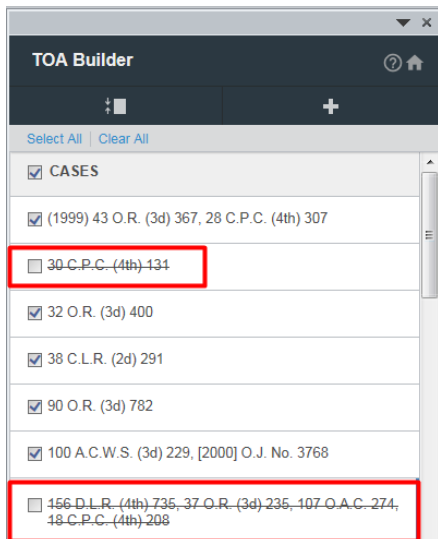 TOA Builder
Select All | Clear All
CASES
(1999) 43 O.R. (3d) 367, 28 C.P.C. (4th) 307
30 C.P.C. (4th) 131
32 O.R. (3d) 400
38 C.L.R. (2d) 291
90 O.R. (3d) 782
100 A.C.W.S. (3d) 229, [2000] O.J. No. 3768
156 D.L.R. (4th) 735, 37 O.R. (3d) 235, 107 O.A.C. 274,
18 C.P.C. (4th) 208